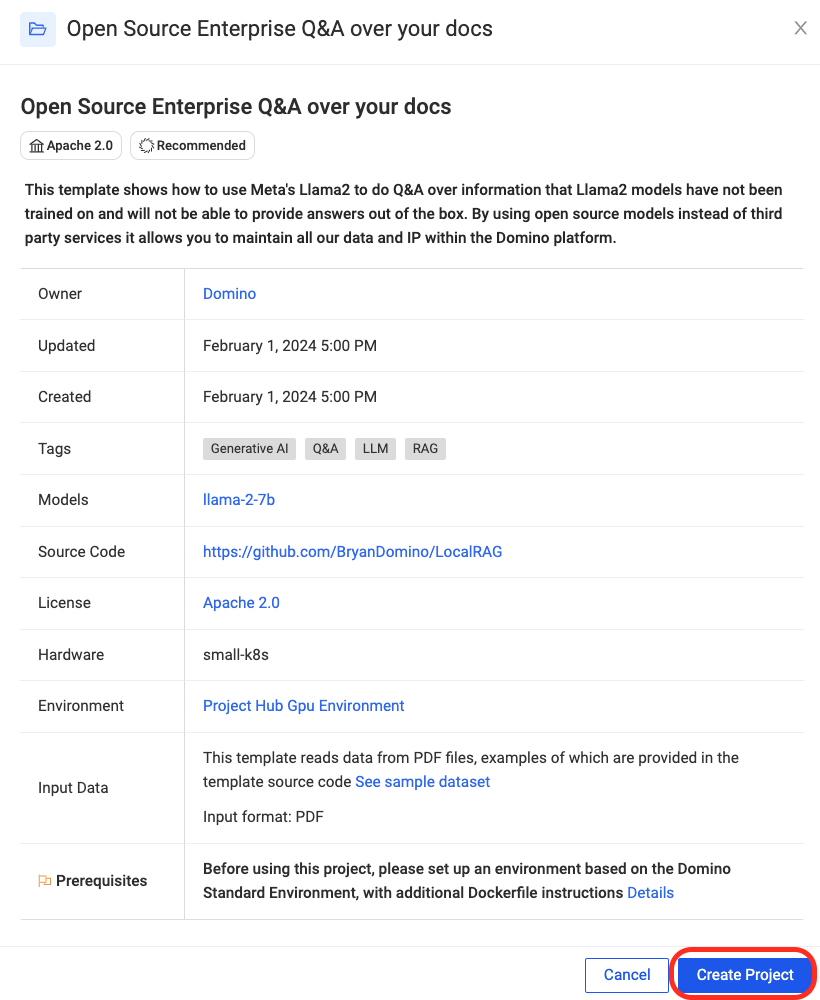 Open Source Enterprise Q&A over your docs
Open Source Enterprise Q&A over your docs
Apache 2.0 Recommended
This template shows how to use Meta's Llama2 to do Q&A over information that Llama2 models have not been
trained on and will not be able to provide answers out of the box. By using open source models instead of third
party services it allows you to maintain all our data and IP within the Domino platform.
Owner Domino
Updated February 1, 2024 5:00 PM
Created February 1, 2024 5:00 PM
Tags Generative AI Q&A LLM RAG
Models llama-2-7b
Source Code https://github.com/BryanDomino/LocalRAG
License Apache 2.0
Hardware small-k8s
Environment Project Hub Gpu Environment
Input Data
This template reads data from PDF files, examples of which are provided in the
template source code See sample dataset
Input format: PDF
Prerequisites
Before using this project, please set up an environment based on the Domino
Standard Environment, with additional Dockerfile instructions Details
Cancel Create Project